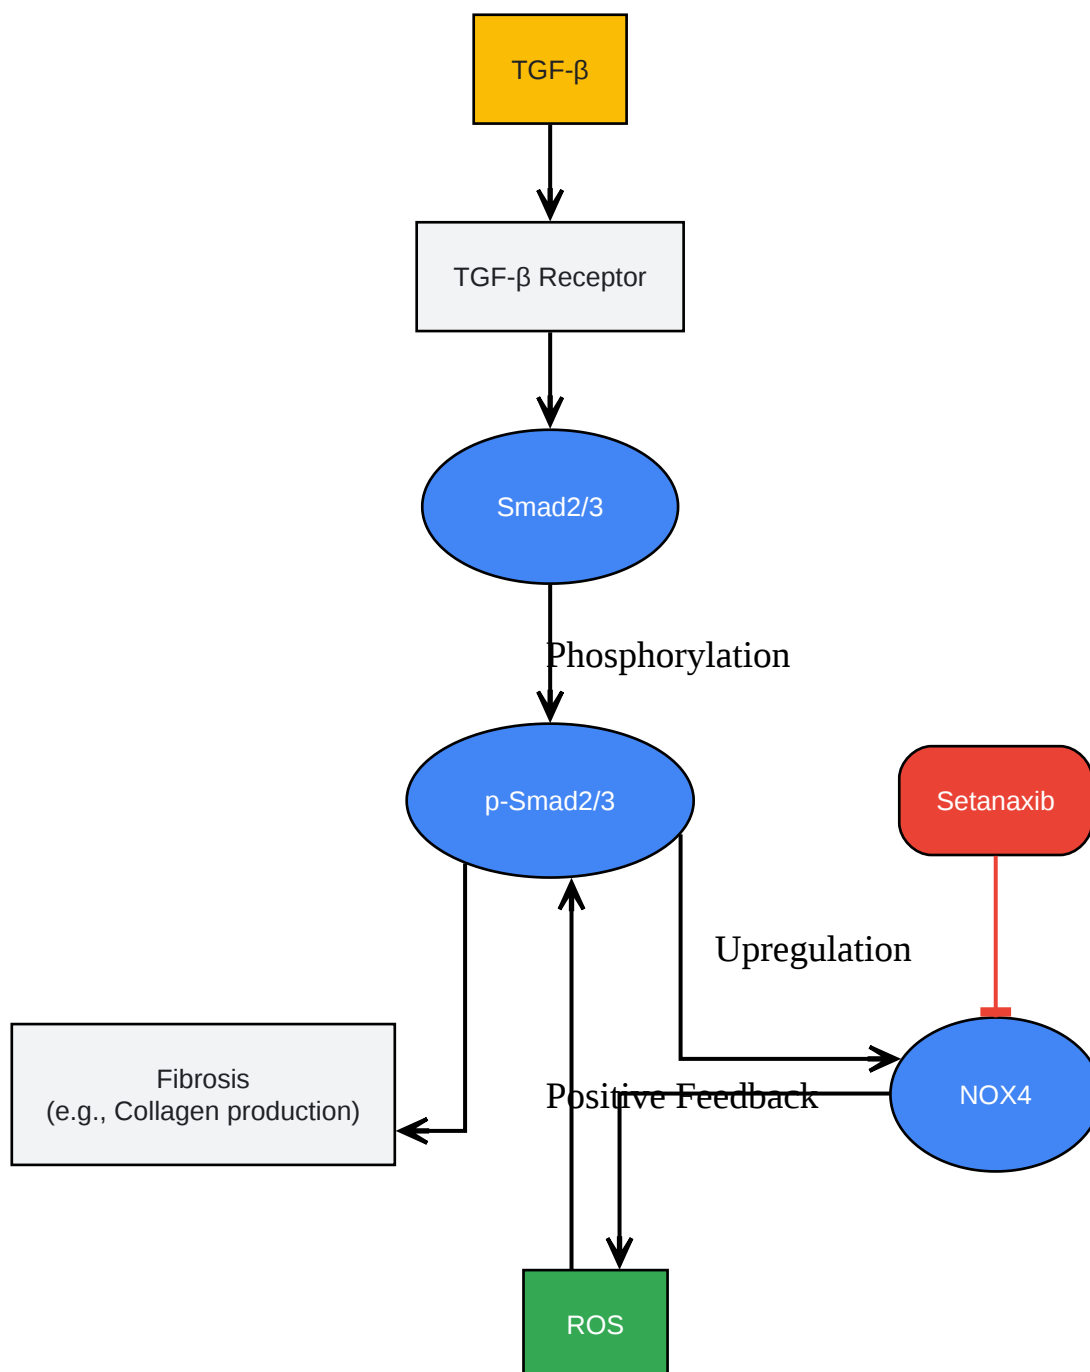 TGF-β
TGF-β Receptor
Smad2/3
Phosphorylation
p-Smad2/3
Setanaxib
Upregulation
Fibrosis
(e.g., Collagen production)
Positive Feedback
NOX4
ROS